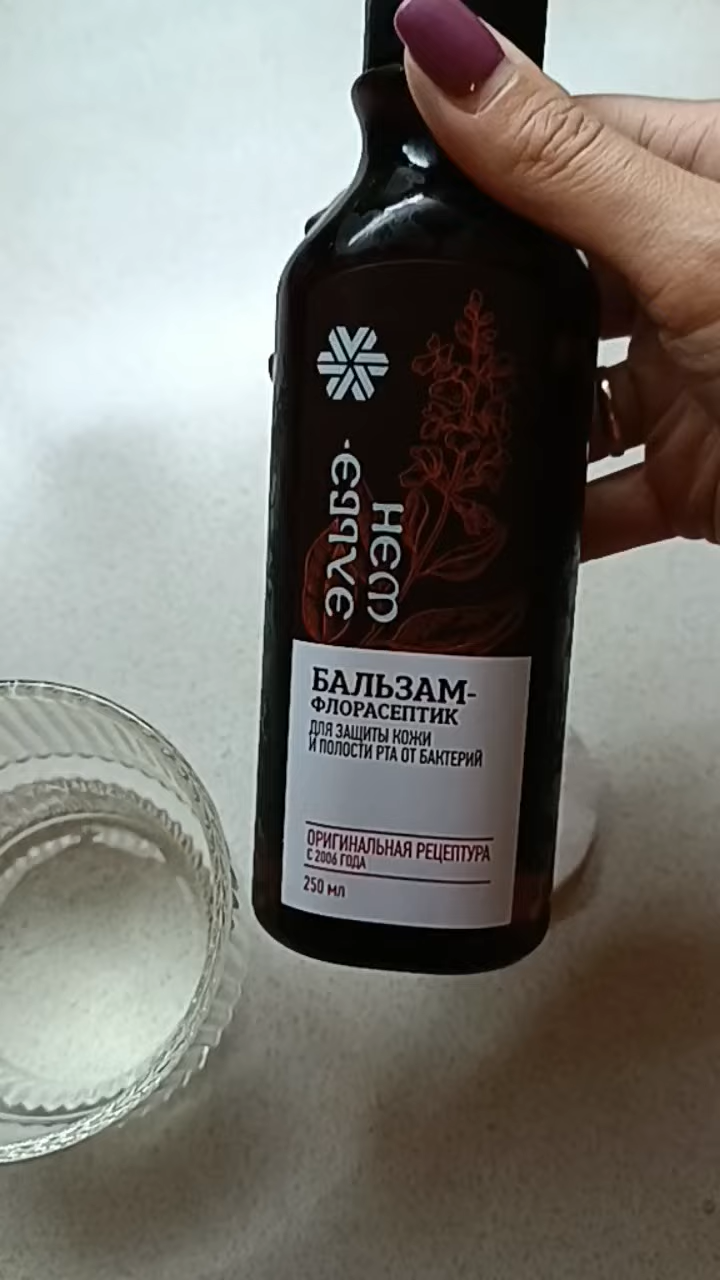 БАЛЬЗАМ-
ФЛОРАСЕПТИК
ДЛЯ ЗАЩИТЫ КОЖИ
И ПОЛОСТИ РТА ОТ БАКТЕРИЙ
ОРИГИНАЛЬНАЯ РЕЦЕПТУРА
С 2006 ГОДА
250 мл